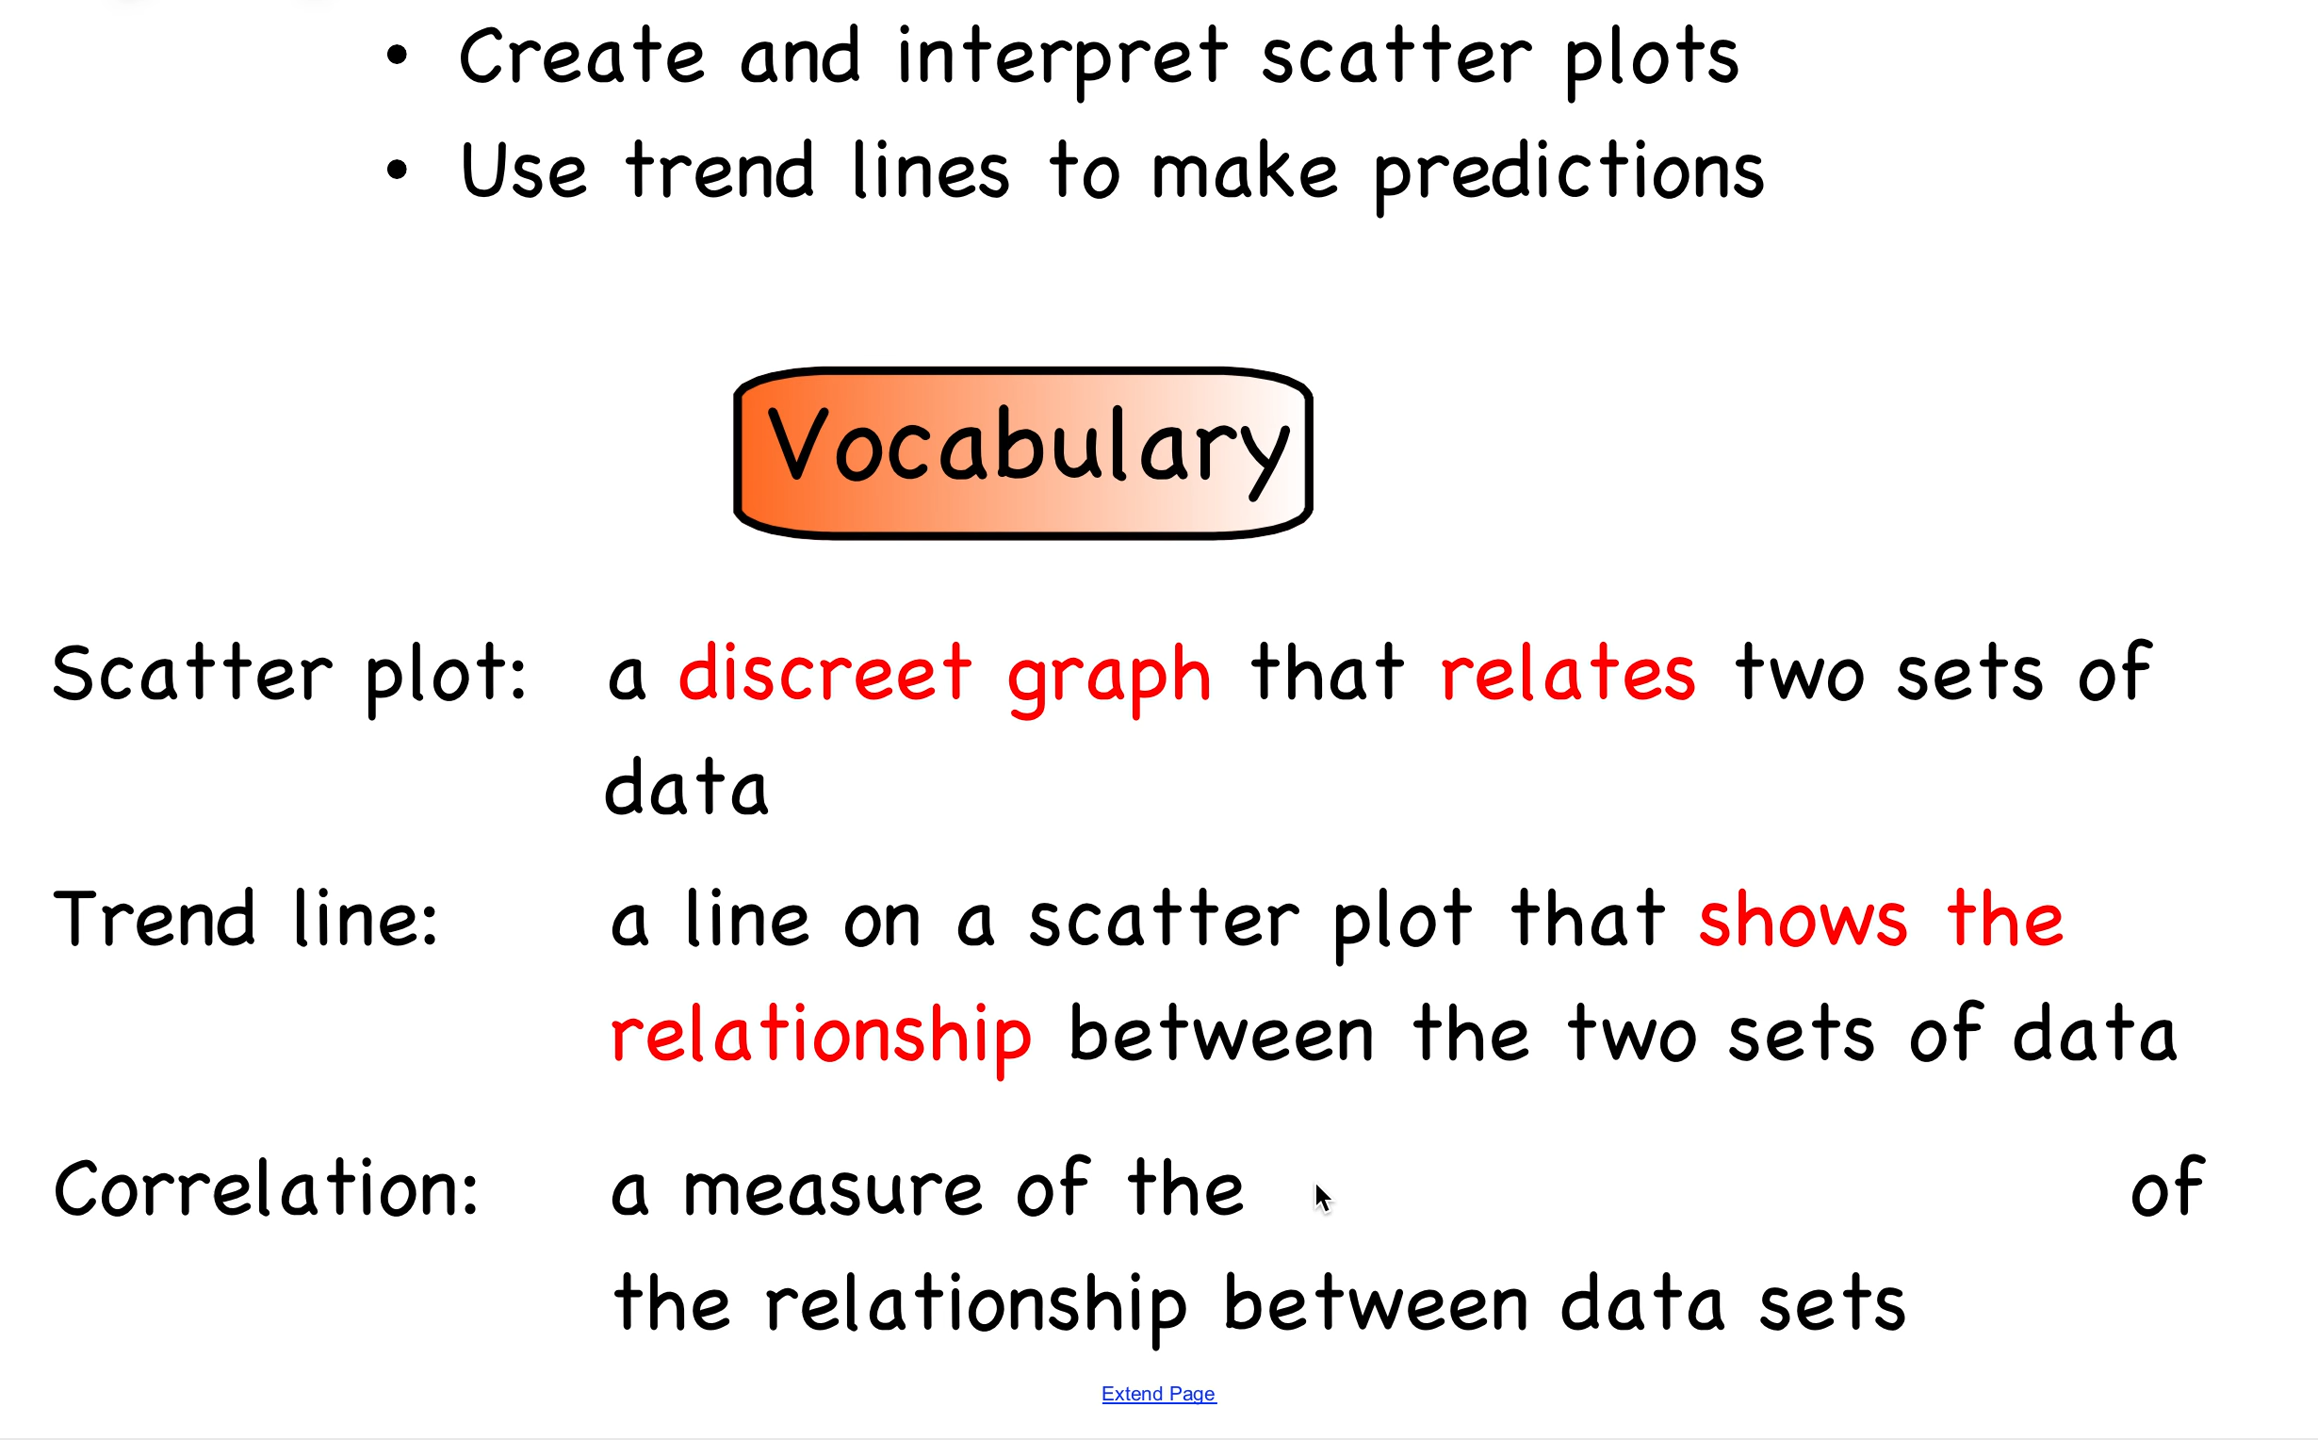 • Create and interpret scatter plots
• Use trend lines to make predictions
Vocabulary
Scatter plot: a discreet graph that relates two sets of
data
Trend line: a line on a scatter plot that shows the
relationship between the two sets of data
Correlation: a measure of the of
the relationship between data sets
Extend Page